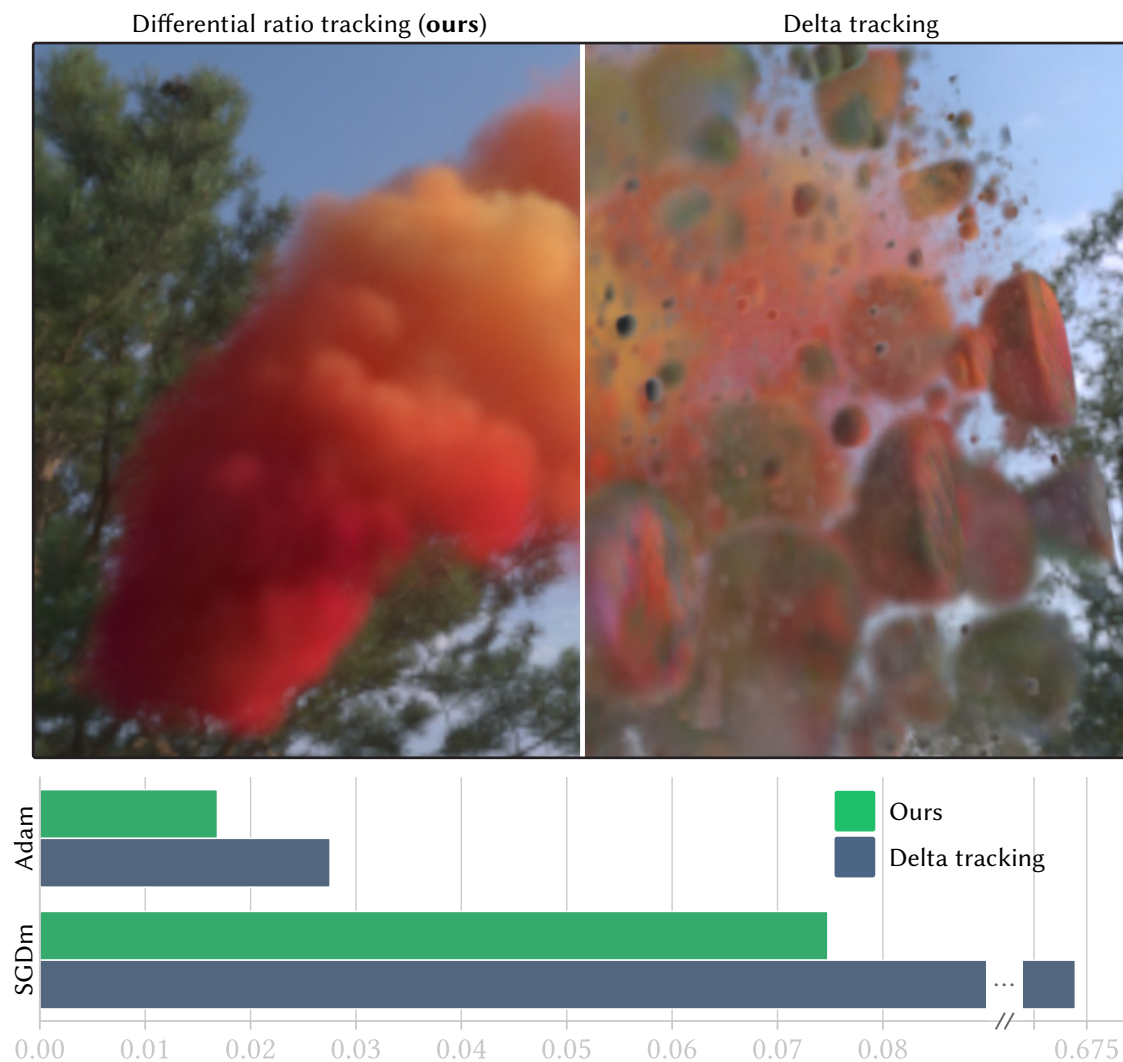 Differential ratio tracking (ours)
Delta tracking
Adam
SGDm
Ours
Delta tracking
...
0.00 0.01 0.02 0.03 0.04 0.05 0.06 0.07 0.08 // 0.675